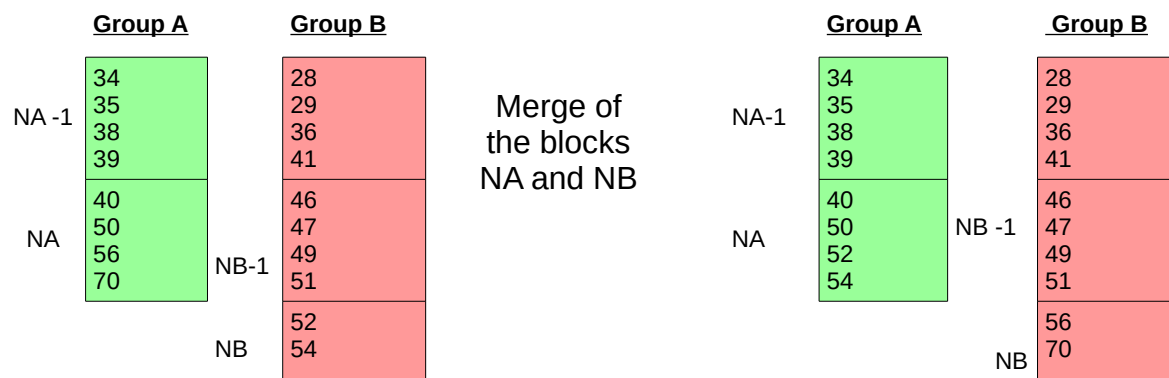 Group A
Group B
NA -1
34
35
38
39
NA
40
50
56
70
28
29
36
41
NB-1
46
47
49
51
NB
52
54
Merge of
the blocks
NA and NB
Group A
Group B
NA-1
34
35
38
39
NA
40
50
52
54
28
29
36
41
NB -1
46
47
49
51
NB
56
70